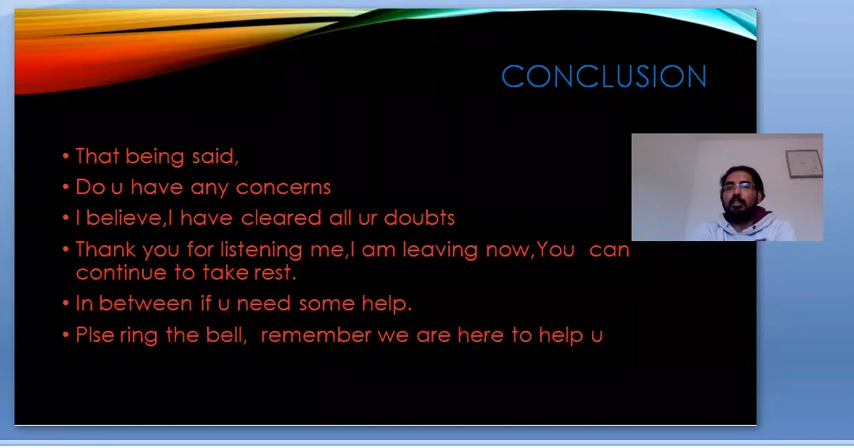 CONCLUSION
• That being said,
• Do u have any concerns
• I believe,I have cleared all ur doubts
• Thank you for listening me,I am leaving now,You can
continue to take rest.
• In between if u need some help.
• Plse ring the bell, remember we are here to help u